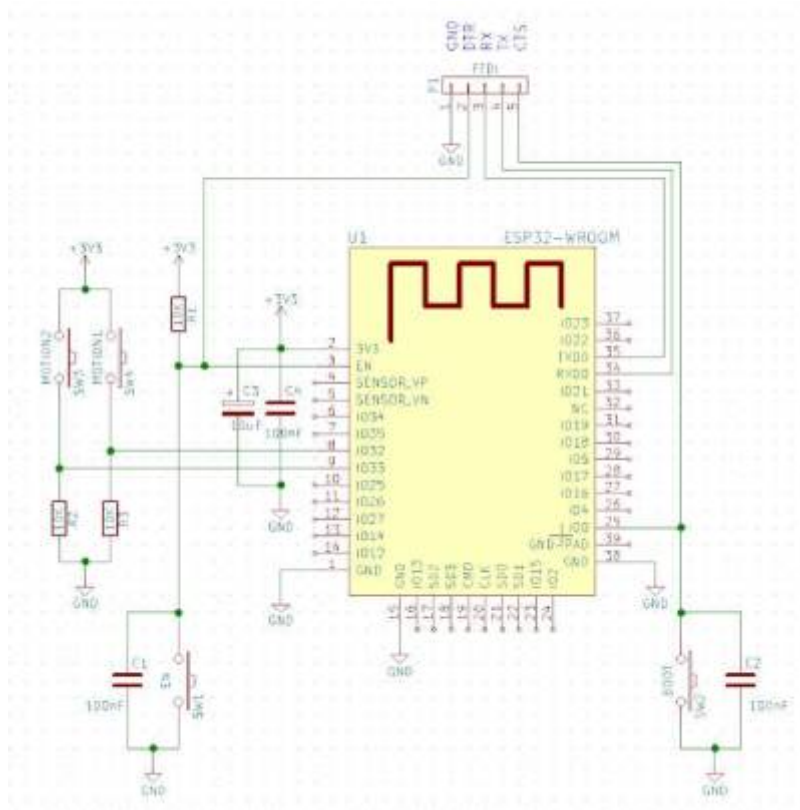 GND
DTR
RX
TX
CTS
P1
FTDI
1
2
3
4
5
GND
U1
ESP32-WROOM
+3V3
+3V3
+3V3
10K
R1
MOTION2
SW3
MOTION1
SW4
C3
10uF
C4
100nF
GND
10K
R2
10K
R3
GND
2 3V3
3 EN
4 SENSOR_VP
5 SENSOR_VN
6 IO34
7 IO35
8 IO32
9 IO33
10 IO25
11 IO26
12 IO27
13 IO14
14 IO12
1 GND
GND
IO23 37
IO22 36
TXD0 35
RXD0 34
IO21 33
NC 32
IO19 31
IO18 30
IO5 29
IO17 28
IO16 27
IO4 26
IO0 25
GND-PAD 39
GND 38
GND
GND 15
IO13 16
SD2 17
SD3 18
CMD 19
CLK 20
SD0 21
SD1 22
IO15 23
IO2 24
GND
C1
100nF
EN
SW1
GND
BOOT
SW2
C2
100nF
GND